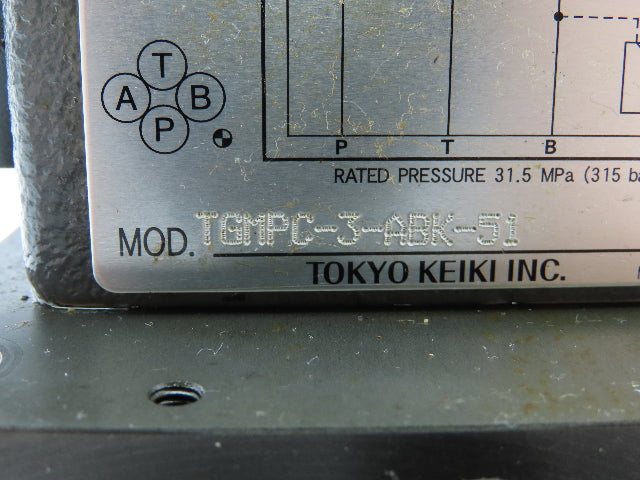 T
A B
P
P T B
RATED PRESSURE 31.5 MPa (315 ba
MOD. TGMPC-3-ABK-51
TOKYO KEIKI INC.